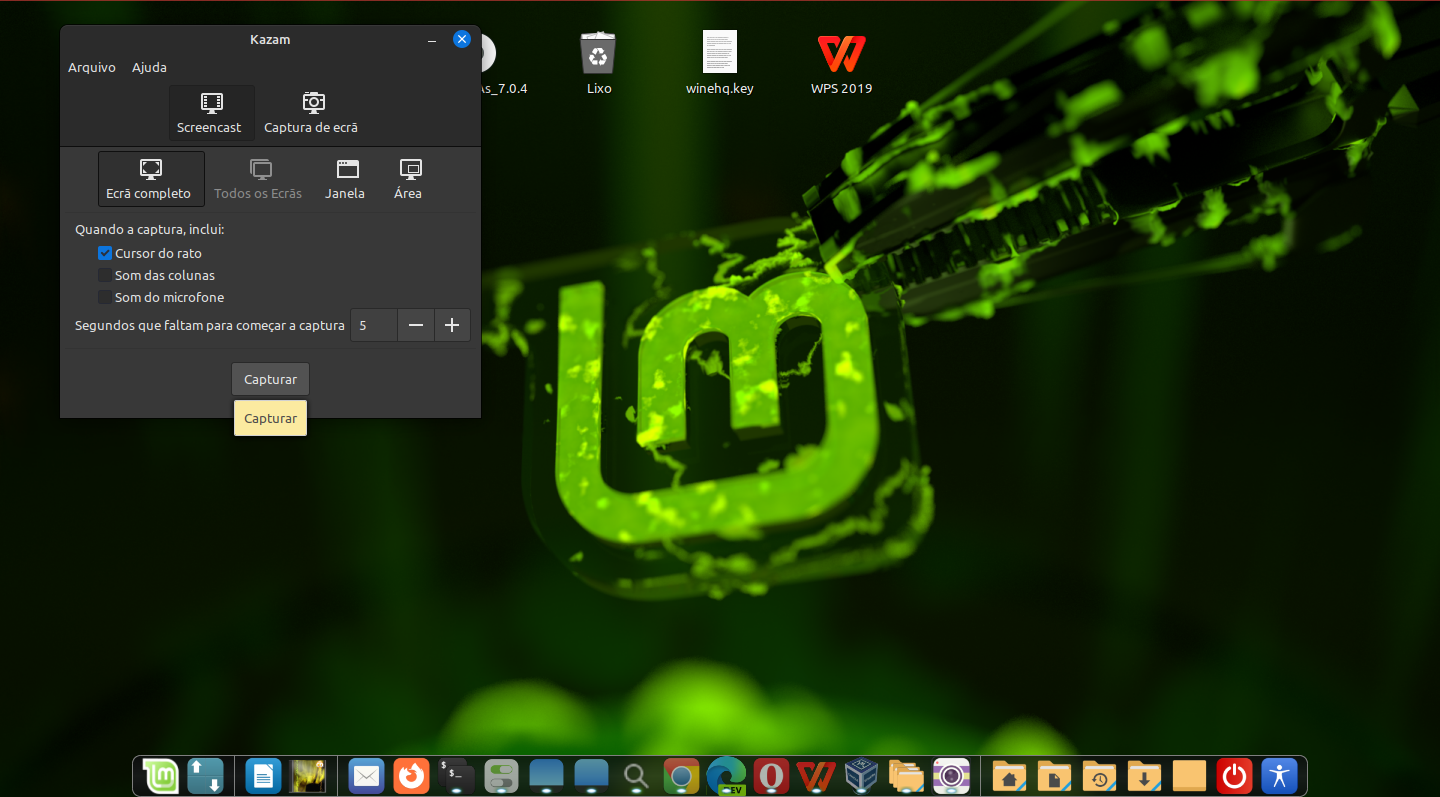 Kazam
Arquivo Ajuda
Screencast Captura de ecrã
Ecrã completo Todos os Ecrãs Janela Área
Quando a captura, inclui:
Cursor do rato
Som das colunas
Som do microfone
Segundos que faltam para começar a captura 5
Capturar
Capturar
As_7.0.4 Lixo winehq.key WPS 2019
$ $_ DEV